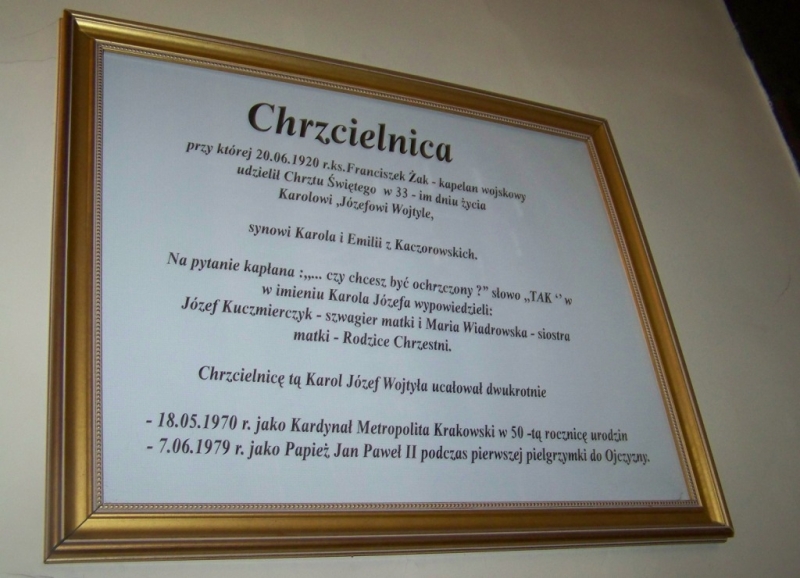 Chrzcielnica
przy której 20.06.1920 r.ks.Franciszek Żak - kapelan wojskowy
udzielił Chrztu Świętego w 33 - im dniu życia
Karolowi ,Józefowi Wojtyle,
synowi Karola i Emilii z Kaczorowskich.
Na pytanie kapłana :„... czy chcesz być ochrzczony ?” słowo „TAK ‘’ w
w imieniu Karola Józefa wypowiedzieli:
Józef Kuczmierczyk - szwagier matki i Maria Wiadrowska - siostra
matki - Rodzice Chrzestni.
Chrzcielnicę tą Karol Józef Wojtyła ucałował dwukrotnie
- 18.05.1970 r. jako Kardynał Metropolita Krakowski w 50 -tą rocznicę urodzin
- 7.06.1979 r. jako Papież Jan Paweł II podczas pierwszej pielgrzymki do Ojczyzny.